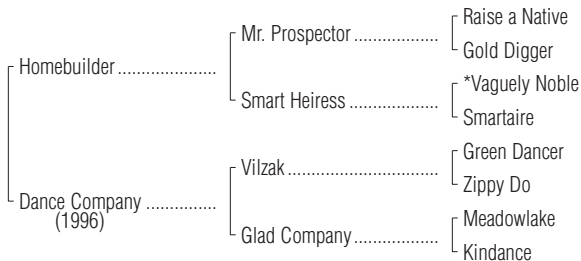 Raise a Native
Mr. Prospector ..................
Gold Digger
Homebuilder .....................
*Vaguely Noble
Smart Heiress ...................
Smartaire
Green Dancer
Vilzak ................................
Zippy Do
Dance Company ...............
(1996)
Meadowlake
Glad Company ..................
Kindance